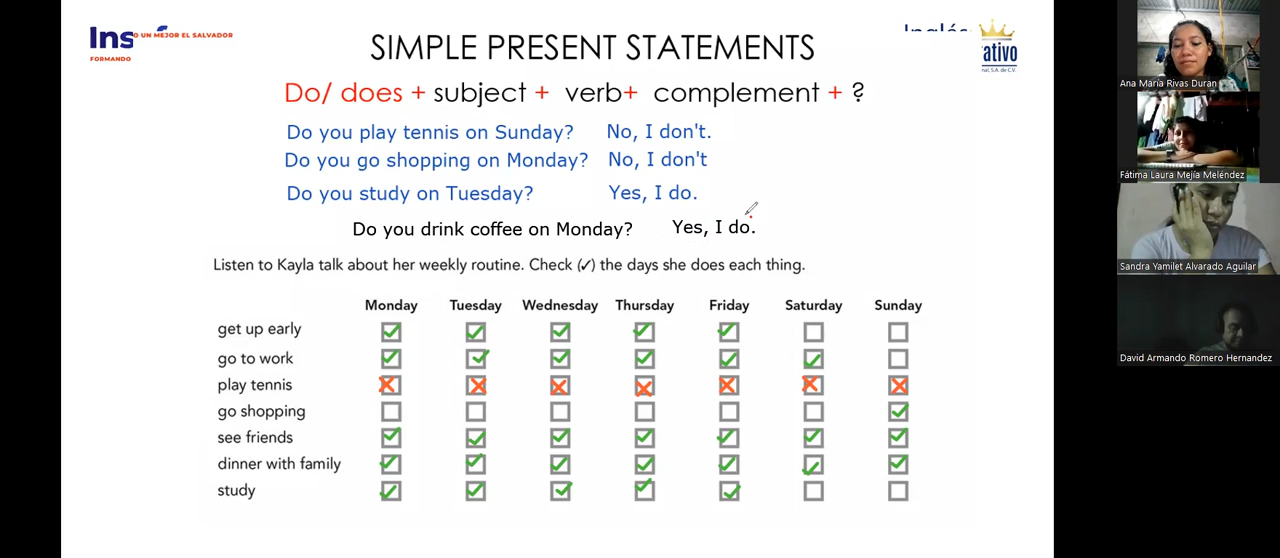 Ins
O UN MEJOR EL SALVADOR
FORMANDO
SIMPLE PRESENT STATEMENTS
Inglés
ativo
nal, S.A. de C.V.
Do/ does + subject + verb+ complement + ?
Do you play tennis on Sunday? No, I don't.
Do you go shopping on Monday? No, I don't
Do you study on Tuesday? Yes, I do.
Do you drink coffee on Monday? Yes, I do.
Listen to Kayla talk about her weekly routine. Check (✓) the days she does each thing.
Monday Tuesday Wednesday Thursday Friday Saturday Sunday
get up early
go to work
play tennis
go shopping
see friends
dinner with family
study
Ana María Rivas Duran
Fátima Laura Mejía Meléndez
Sandra Yamilet Alvarado Aguilar
David Armando Romero Hernandez